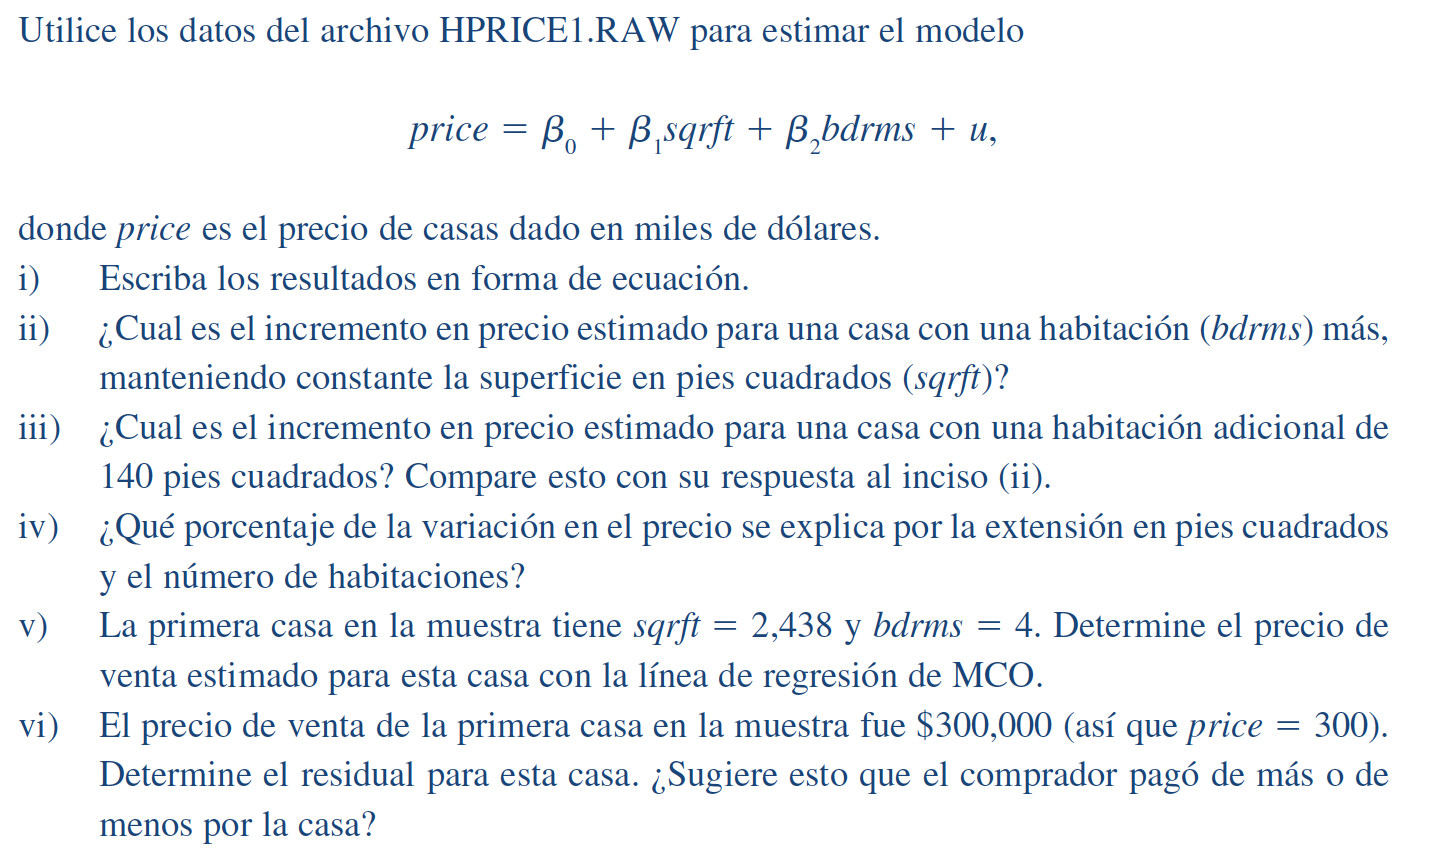 Utilice los datos del archivo HPRICE1.RAW para estimar el modelo
price = β₀ + β₁sqrft + β₂bdrms + u,
donde price es el precio de casas dado en miles de dólares.
i) Escriba los resultados en forma de ecuación.
ii) ¿Cual es el incremento en precio estimado para una casa con una habitación (bdrms) más,
manteniendo constante la superficie en pies cuadrados (sqrft)?
iii) ¿Cual es el incremento en precio estimado para una casa con una habitación adicional de
140 pies cuadrados? Compare esto con su respuesta al inciso (ii).
iv) ¿Qué porcentaje de la variación en el precio se explica por la extensión en pies cuadrados
y el número de habitaciones?
v) La primera casa en la muestra tiene sqrft = 2,438 y bdrms = 4. Determine el precio de
venta estimado para esta casa con la línea de regresión de MCO.
vi) El precio de venta de la primera casa en la muestra fue $300,000 (así que price = 300).
Determine el residual para esta casa. ¿Sugiere esto que el comprador pagó de más o de
menos por la casa?